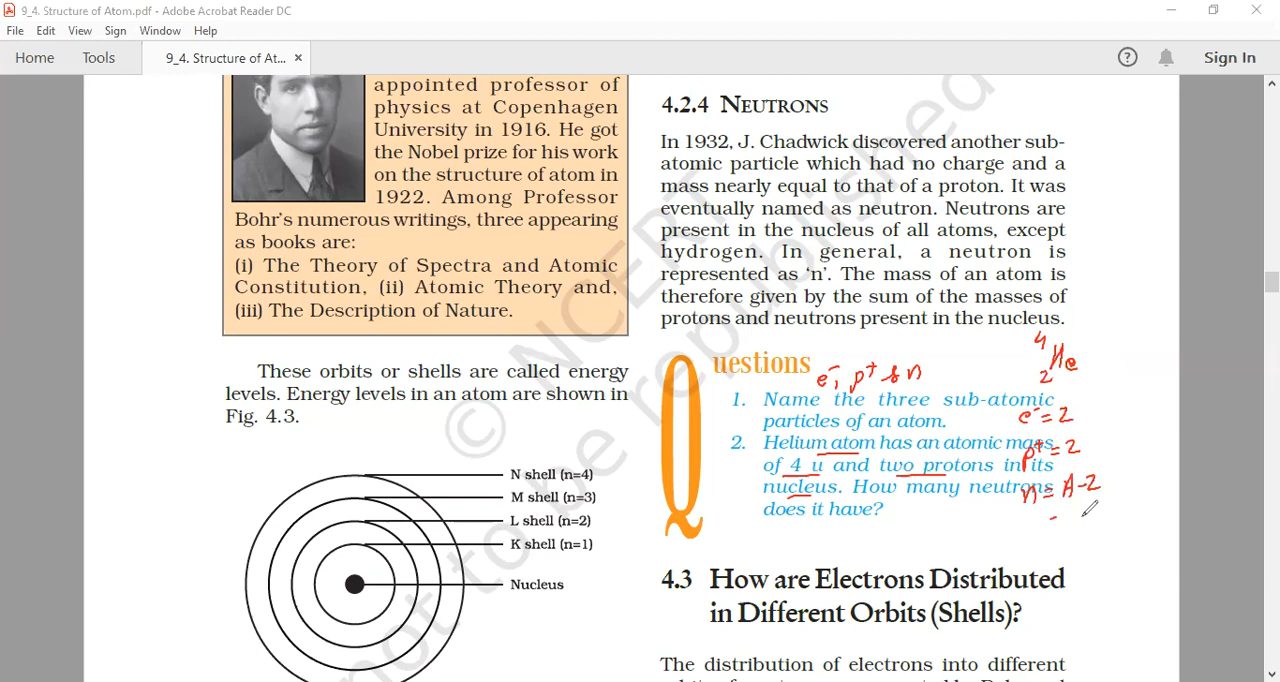 9_4. Structure of Atom.pdf - Adobe Acrobat Reader DC
File Edit View Sign Window Help
Home Tools 9_4. Structure of At... × ? Sign In
appointed professor of
physics at Copenhagen
University in 1916. He got
the Nobel prize for his work
on the structure of atom in
1922. Among Professor
Bohr's numerous writings, three appearing
as books are:
(i) The Theory of Spectra and Atomic
Constitution, (ii) Atomic Theory and,
(iii) The Description of Nature.
These orbits or shells are called energy
levels. Energy levels in an atom are shown in
Fig. 4.3.
N shell (n=4)
M shell (n=3)
L shell (n=2)
K shell (n=1)
Nucleus
4.2.4 NEUTRONS
In 1932, J. Chadwick discovered another sub-
atomic particle which had no charge and a
mass nearly equal to that of a proton. It was
eventually named as neutron. Neutrons are
present in the nucleus of all atoms, except
hydrogen. In general, a neutron is
represented as 'n'. The mass of an atom is
therefore given by the sum of the masses of
protons and neutrons present in the nucleus.
Questions
e⁻, p⁺ & n
1. Name the three sub-atomic
particles of an atom.
2. Helium atom has an atomic mass
of 4 u and two protons in its
nucleus. How many neutrons
does it have?
4
2 He
e⁻ = 2
p⁺ = 2
n = A-2
4.3 How are Electrons Distributed
in Different Orbits (Shells)?
The distribution of electrons into different
© NCERT
not to be republished